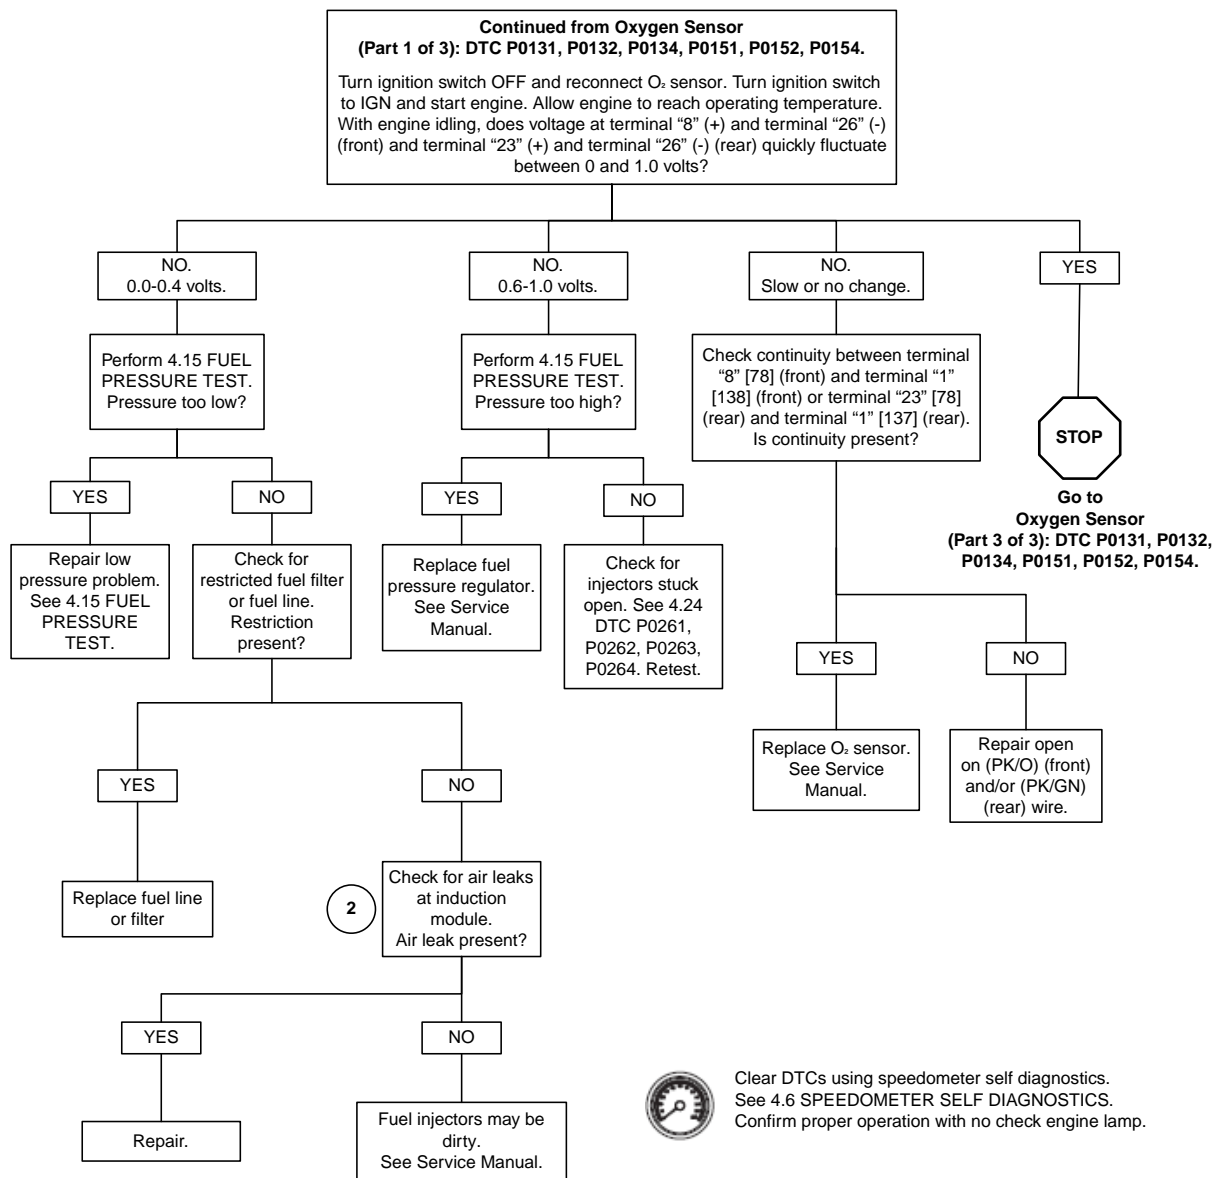 Continued from Oxygen Sensor
(Part 1 of 3): DTC P0131, P0132, P0134, P0151, P0152, P0154.
Turn ignition switch OFF and reconnect O₂ sensor. Turn ignition switch
to IGN and start engine. Allow engine to reach operating temperature.
With engine idling, does voltage at terminal “8” (+) and terminal “26” (-)
(front) and terminal “23” (+) and terminal “26” (-) (rear) quickly fluctuate
between 0 and 1.0 volts?
NO.
0.0-0.4 volts.
NO.
0.6-1.0 volts.
NO.
Slow or no change.
YES
Perform 4.15 FUEL
PRESSURE TEST.
Pressure too low?
Perform 4.15 FUEL
PRESSURE TEST.
Pressure too high?
Check continuity between terminal
“8” [78] (front) and terminal “1”
[138] (front) or terminal “23” [78]
(rear) and terminal “1” [137] (rear).
Is continuity present?
STOP
Go to
Oxygen Sensor
(Part 3 of 3): DTC P0131, P0132,
P0134, P0151, P0152, P0154.
YES
NO
YES
NO
Repair low
pressure problem.
See 4.15 FUEL
PRESSURE
TEST.
Check for
restricted fuel filter
or fuel line.
Restriction
present?
Replace fuel
pressure regulator.
See Service
Manual.
Check for
injectors stuck
open. See 4.24
DTC P0261,
P0262, P0263,
P0264. Retest.
YES
NO
Replace O₂ sensor.
See Service
Manual.
Repair open
on (PK/O) (front)
and/or (PK/GN)
(rear) wire.
YES
NO
Replace fuel line
or filter
2
Check for air leaks
at induction
module.
Air leak present?
YES
NO
Repair.
Fuel injectors may be
dirty.
See Service Manual.
Clear DTCs using speedometer self diagnostics.
See 4.6 SPEEDOMETER SELF DIAGNOSTICS.
Confirm proper operation with no check engine lamp.